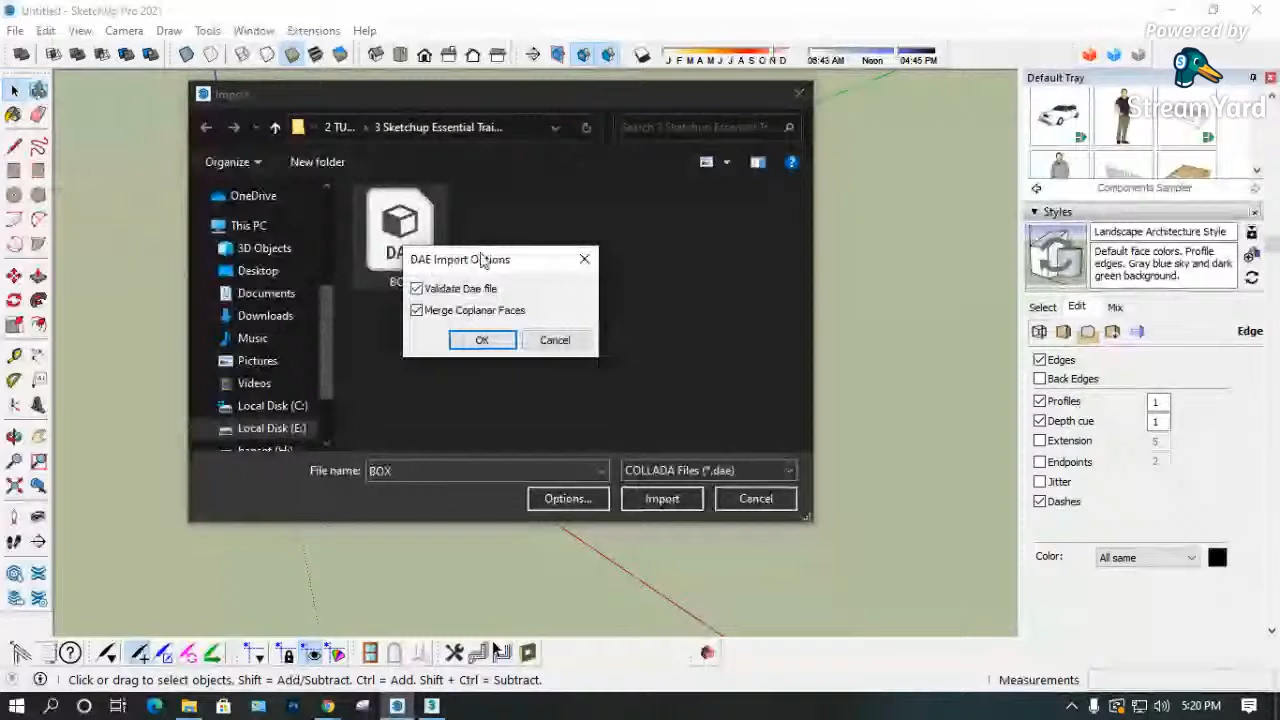 Untitled - SketchUp Pro 2021
File Edit View Camera Draw Tools Window Extensions Help
Powered by
StreamYard
J F M A M J J A S O N D
06:43 AM Noon 04:45 PM
Import
2 TU... 3 Sketchup Essential Trai...
Search 3 Sketchup Essential Tr...
Organize New folder
OneDrive
This PC
3D Objects
Desktop
Documents
Downloads
Music
Pictures
Videos
Local Disk (C:)
Local Disk (E:)
DAE Import Options
Validate Dae file
Merge Coplanar Faces
OK Cancel
File name: BOX COLLADA Files (*.dae)
Options... Import Cancel
Default Tray
Components Sampler
Styles
Landscape Architecture Style
Default face colors. Profile
edges. Gray blue sky and dark
green background.
Select Edit Mix
Edge
Edges
Back Edges
Profiles 1
Depth cue 1
Extension 5
Endpoints 2
Jitter
Dashes
Color: All same
Click or drag to select objects. Shift = Add/Subtract. Ctrl = Add. Shift + Ctrl = Subtract.
Measurements
5:20 PM